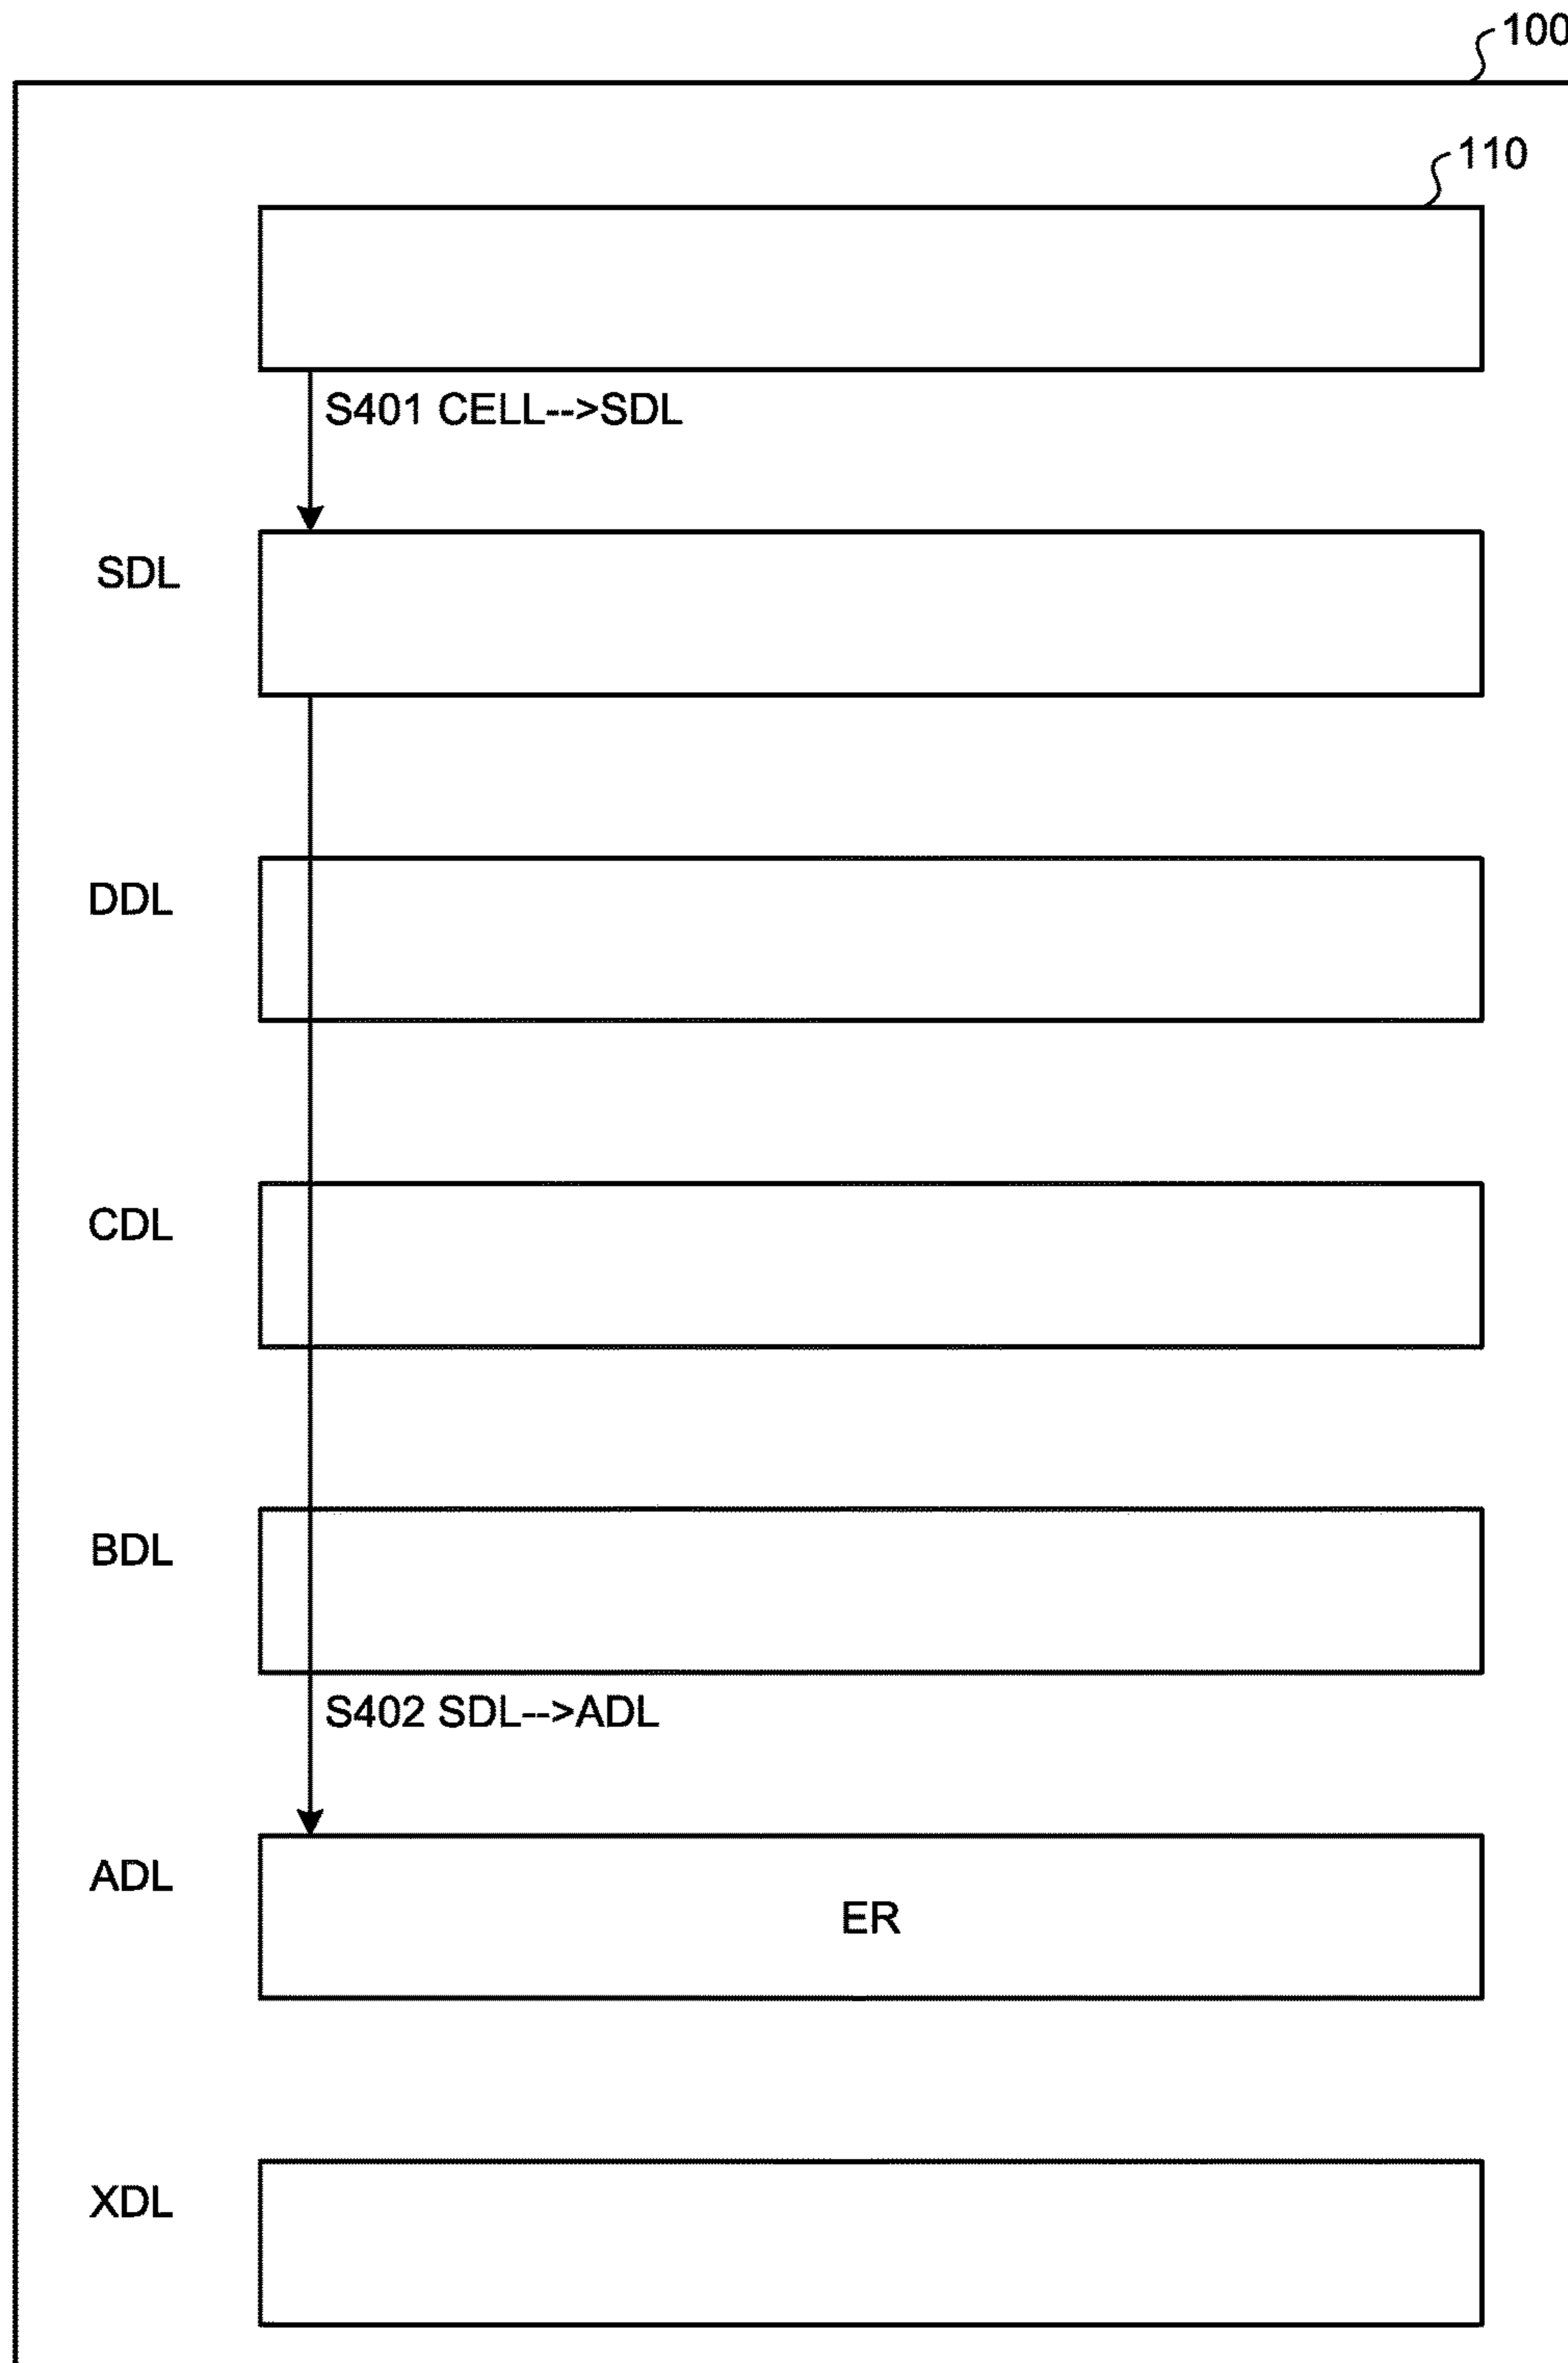 100
110
S401 CELL-->SDL
SDL
DDL
CDL
BDL
S402 SDL-->ADL
ADL
ER
XDL